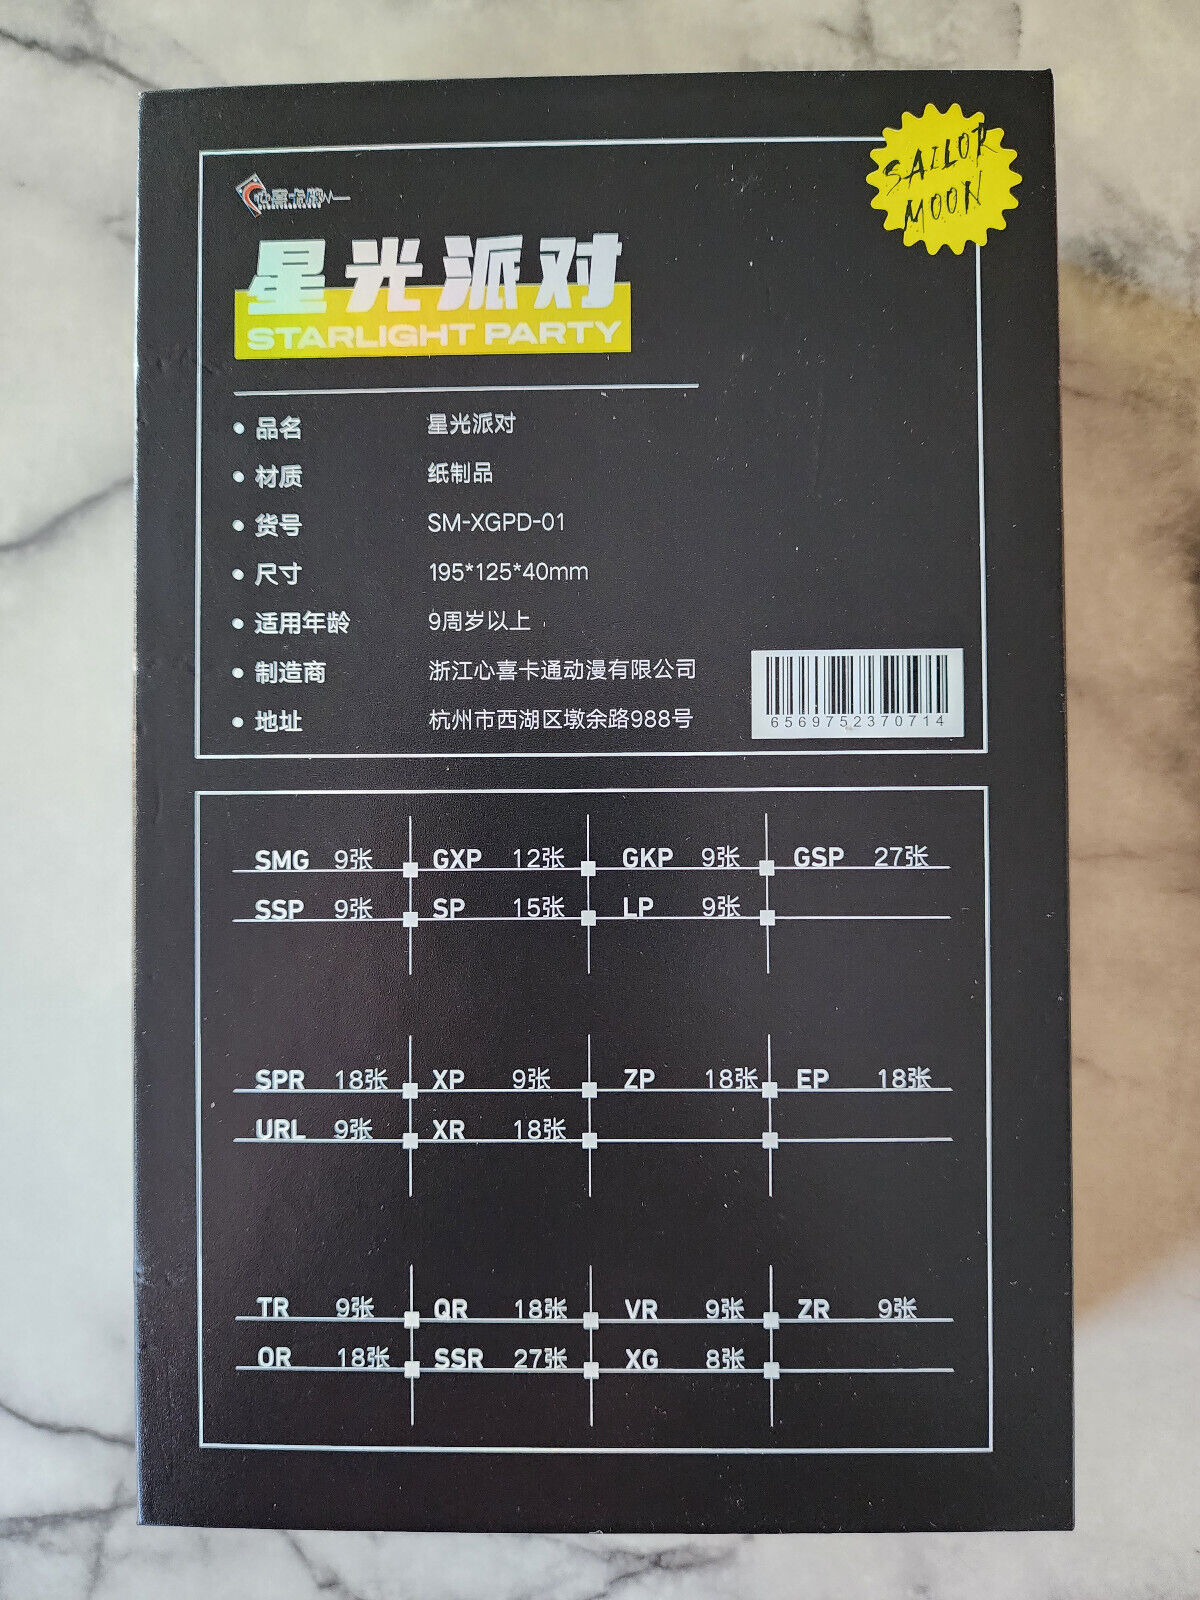 SAILOR
MOON
心喜卡牌
星光派对
STARLIGHT PARTY
品名 星光派对
材质 纸制品
货号 SM-XGPD-01
尺寸 195*125*40mm
适用年龄 9周岁以上
制造商 浙江心喜卡通动漫有限公司
地址 杭州市西湖区墩余路988号
6569752370714
SMG 9张 GXP 12张 GKP 9张 GSP 27张
SSP 9张 SP 15张 LP 9张
SPR 18张 XP 9张 ZP 18张 EP 18张
URL 9张 XR 18张
TR 9张 QR 18张 VR 9张 ZR 9张
OR 18张 SSR 27张 XG 8张